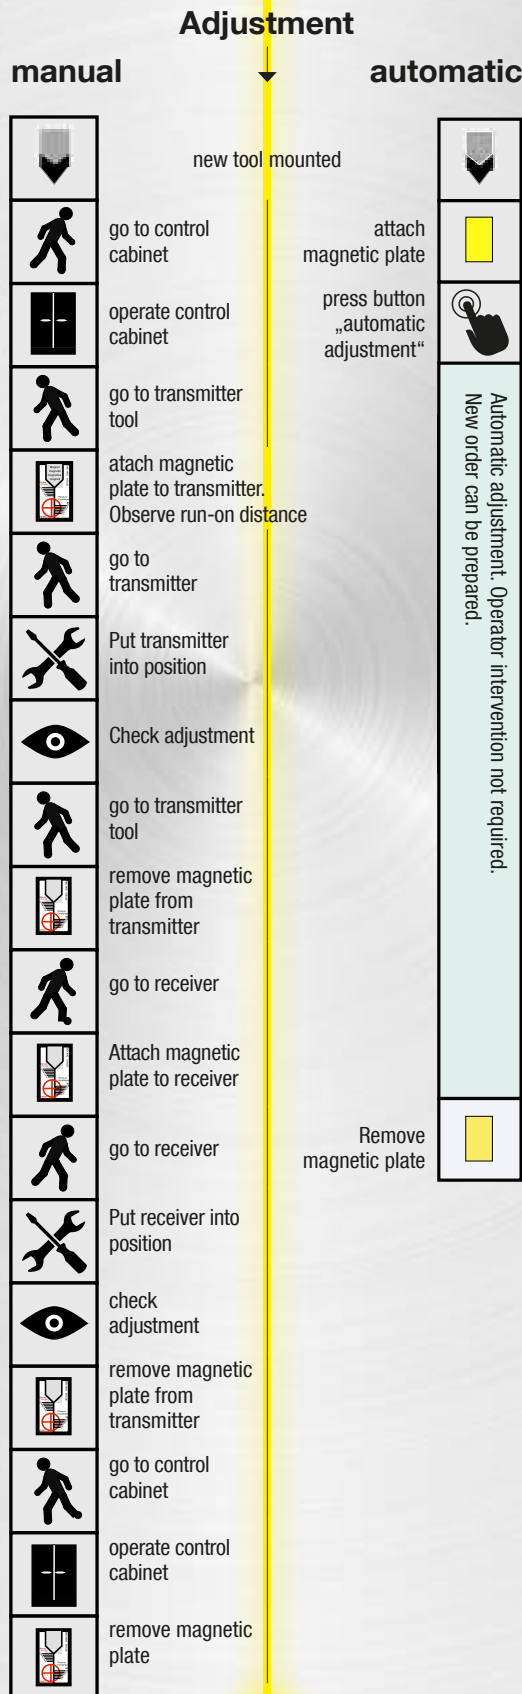 Adjustment
manual
automatic
new tool mounted
go to control
cabinet
operate control
cabinet
go to transmitter
tool
atach magnetic
plate to transmitter.
Observe run-on distance
go to
transmitter
Put transmitter
into position
Check adjustment
go to transmitter
tool
remove magnetic
plate from
transmitter
go to receiver
Attach magnetic
plate to receiver
go to receiver
Put receiver into
position
check
adjustment
remove magnetic
plate from
transmitter
go to control
cabinet
operate control
cabinet
remove magnetic
plate
attach
magnetic plate
press button
„automatic
adjustment“
Automatic adjustment. Operator intervention not required.
New order can be prepared.
Remove
magnetic plate